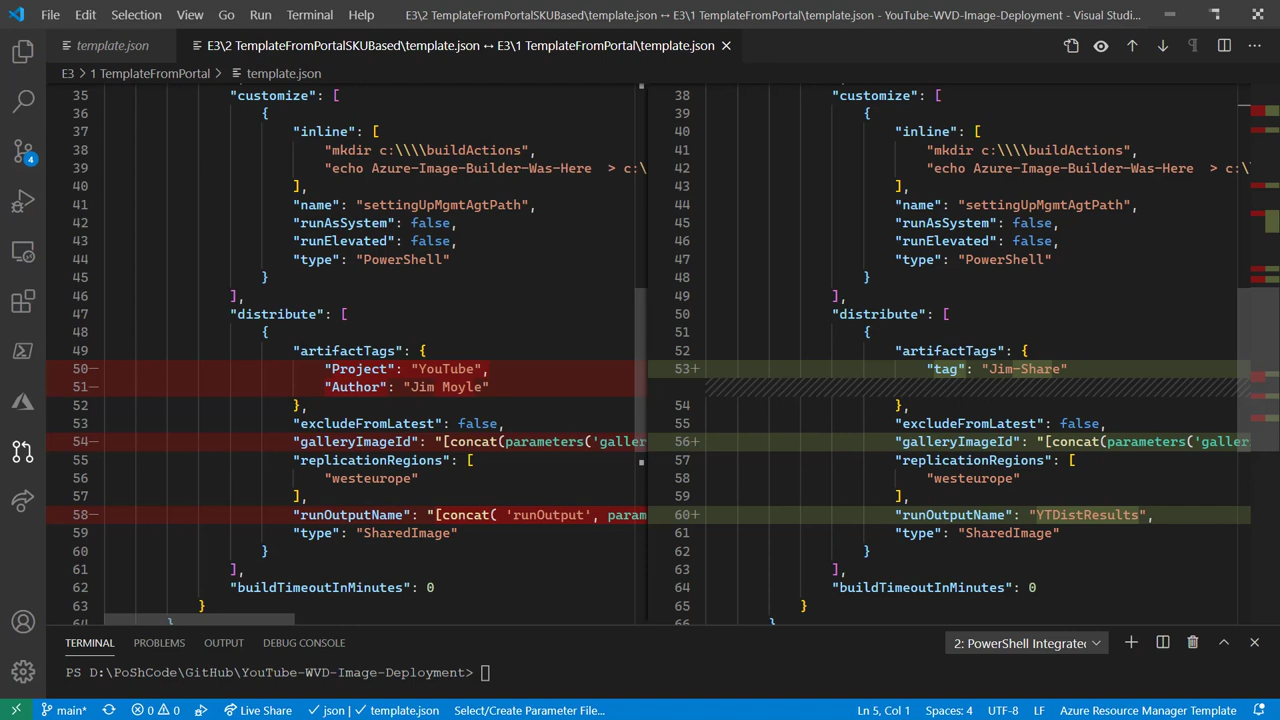 File Edit Selection View Go Run Terminal Help E3\2 TemplateFromPortalSKUBased\template.json ↔ E3\1 TemplateFromPortal\template.json - YouTube-WVD-Image-Deployment - Visual Studi...
template.json E3\2 TemplateFromPortalSKUBased\template.json ↔ E3\1 TemplateFromPortal\template.json
E3 > 1 TemplateFromPortal > template.json
35 "customize": [
36 {
37 "inline": [
38 "mkdir c:\\\\buildActions",
39 "echo Azure-Image-Builder-Was-Here > c:\
40 ],
41 "name": "settingUpMgmtAgtPath",
42 "runAsSystem": false,
43 "runElevated": false,
44 "type": "PowerShell"
45 }
46 ],
47 "distribute": [
48 {
49 "artifactTags": {
50− "Project": "YouTube",
51− "Author": "Jim Moyle"
52 },
53 "excludeFromLatest": false,
54− "galleryImageId": "[concat(parameters('galler
55 "replicationRegions": [
56 "westeurope"
57 ],
58− "runOutputName": "[concat( 'runOutput', param
59 "type": "SharedImage"
60 }
61 ],
62 "buildTimeoutInMinutes": 0
63 }
64 }
38 "customize": [
39 {
40 "inline": [
41 "mkdir c:\\\\buildActions",
42 "echo Azure-Image-Builder-Was-Here > c:\
43 ],
44 "name": "settingUpMgmtAgtPath",
45 "runAsSystem": false,
46 "runElevated": false,
47 "type": "PowerShell"
48 }
49 ],
50 "distribute": [
51 {
52 "artifactTags": {
53+ "tag": "Jim-Share"
54 },
55 "excludeFromLatest": false,
56+ "galleryImageId": "[concat(parameters('galler
57 "replicationRegions": [
58 "westeurope"
59 ],
60+ "runOutputName": "YTDistResults",
61 "type": "SharedImage"
62 }
63 ],
64 "buildTimeoutInMinutes": 0
65 }
66 }
4
TERMINAL PROBLEMS OUTPUT DEBUG CONSOLE 2: PowerShell Integrated
PS D:\PoShCode\GitHub\YouTube-WVD-Image-Deployment>
main* 0 0 Live Share json | template.json Select/Create Parameter File... Ln 5, Col 1 Spaces: 4 UTF-8 LF Azure Resource Manager Template